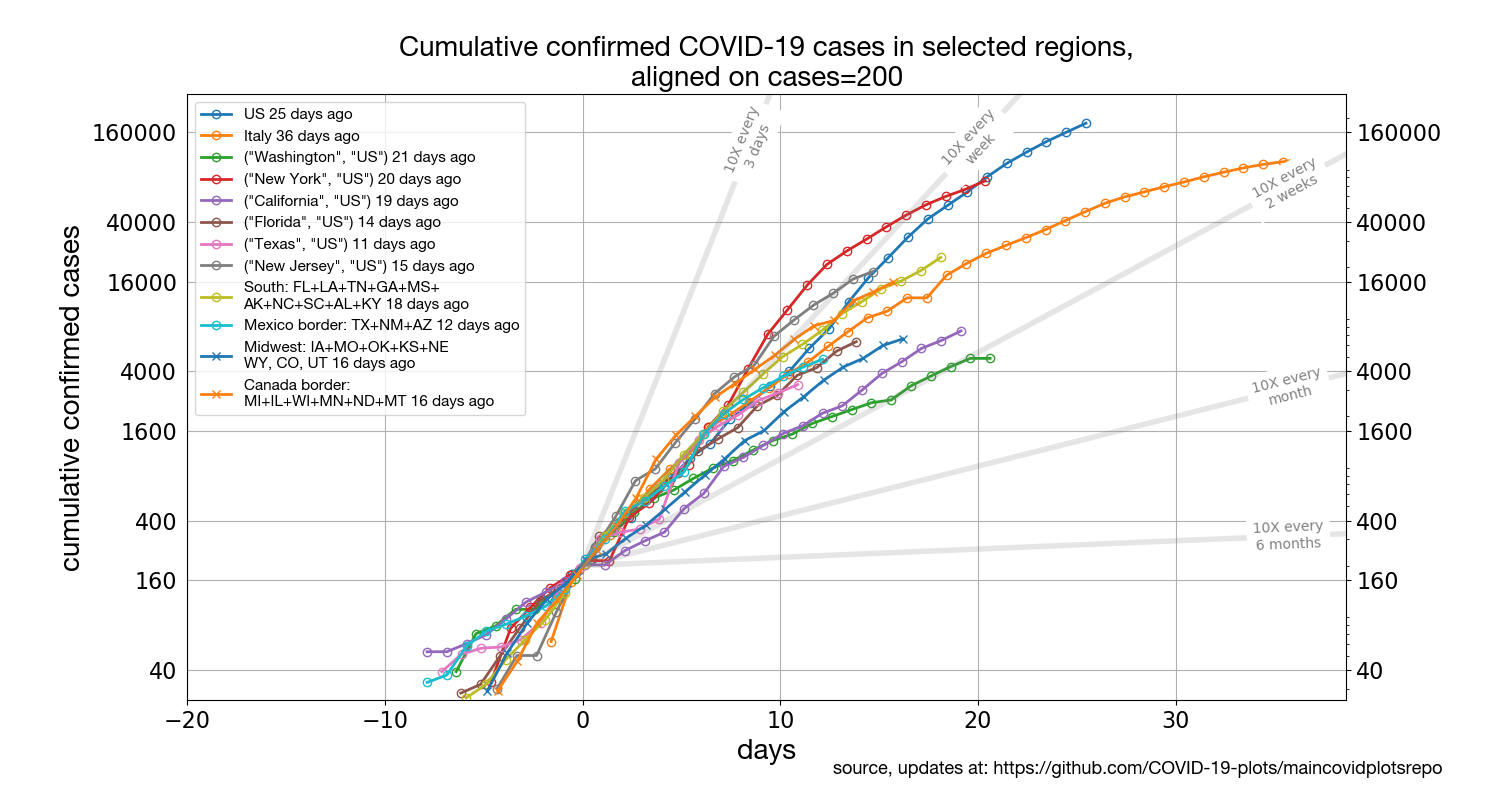 Cumulative confirmed COVID-19 cases in selected regions,
aligned on cases=200
US 25 days ago
Italy 36 days ago
("Washington", "US") 21 days ago
("New York", "US") 20 days ago
("California", "US") 19 days ago
("Florida", "US") 14 days ago
("Texas", "US") 11 days ago
("New Jersey", "US") 15 days ago
South: FL+LA+TN+GA+MS+
AK+NC+SC+AL+KY 18 days ago
Mexico border: TX+NM+AZ 12 days ago
Midwest: IA+MO+OK+KS+NE
WY, CO, UT 16 days ago
Canada border:
MI+IL+WI+MN+ND+MT 16 days ago
10X every
3 days
10X every
week
10X every
2 weeks
10X every
month
10X every
6 months
cumulative confirmed cases
160000
40000
16000
4000
1600
400
160
40
160000
40000
16000
4000
1600
400
160
40
−20
−10
0
10
20
30
days
source, updates at: https://github.com/COVID-19-plots/maincovidplotsrepo